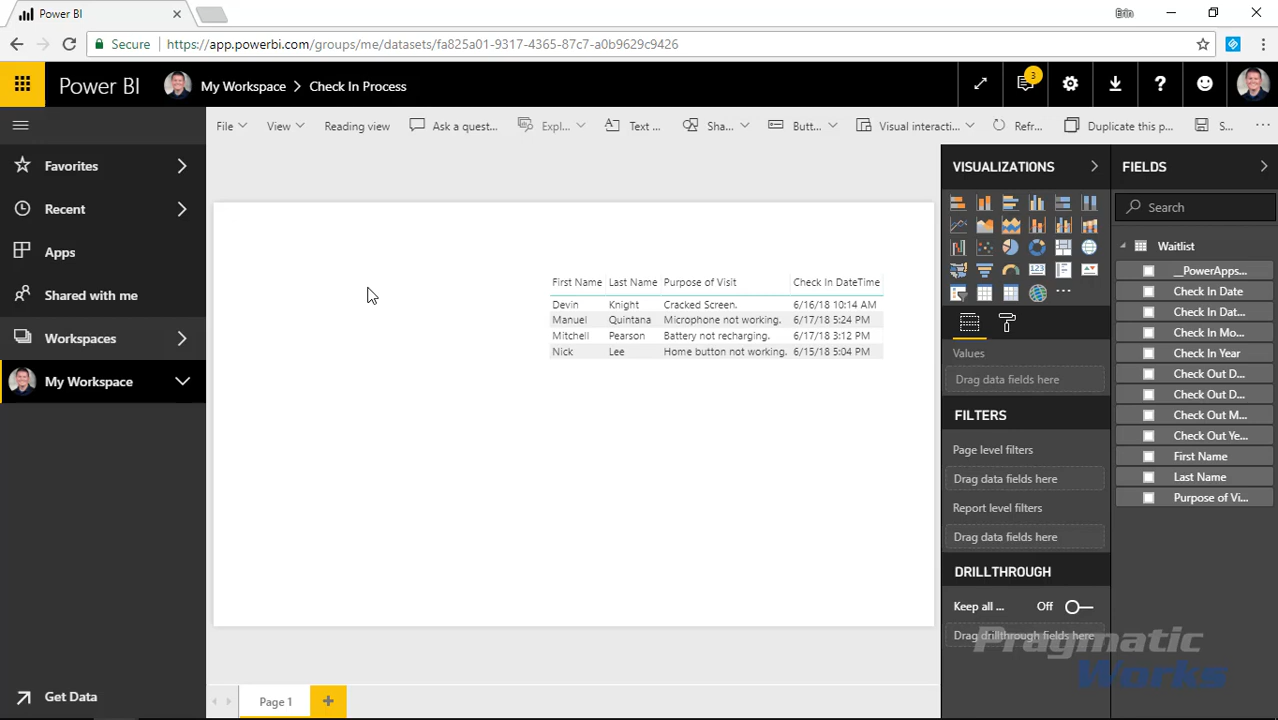 Power BI
Erin
Secure https://app.powerbi.com/groups/me/datasets/fa825a01-9317-4365-87c7-a0b9629c9426
Power BI My Workspace > Check In Process 3
File View Reading view Ask a quest... Expl... Text ... Sha... Butt... Visual interacti... Refr... Duplicate this p... S... ...
Favorites
Recent
Apps
Shared with me
Workspaces
My Workspace
Get Data
First Name Last Name Purpose of Visit Check In DateTime
Devin Knight Cracked Screen. 6/16/18 10:14 AM
Manuel Quintana Microphone not working. 6/17/18 5:24 PM
Mitchell Pearson Battery not recharging. 6/17/18 3:12 PM
Nick Lee Home button not working. 6/15/18 5:04 PM
Page 1
VISUALIZATIONS
123
...
Values
Drag data fields here
FILTERS
Page level filters
Drag data fields here
Report level filters
Drag data fields here
DRILLTHROUGH
Keep all ... Off
Drag drillthrough fields here
FIELDS
Search
Waitlist
__PowerApps...
Check In Date
Check In Dat...
Check In Mo...
Check In Year
Check Out D...
Check Out D...
Check Out M...
Check Out Ye...
First Name
Last Name
Purpose of Vi...
Pragmatic
Works